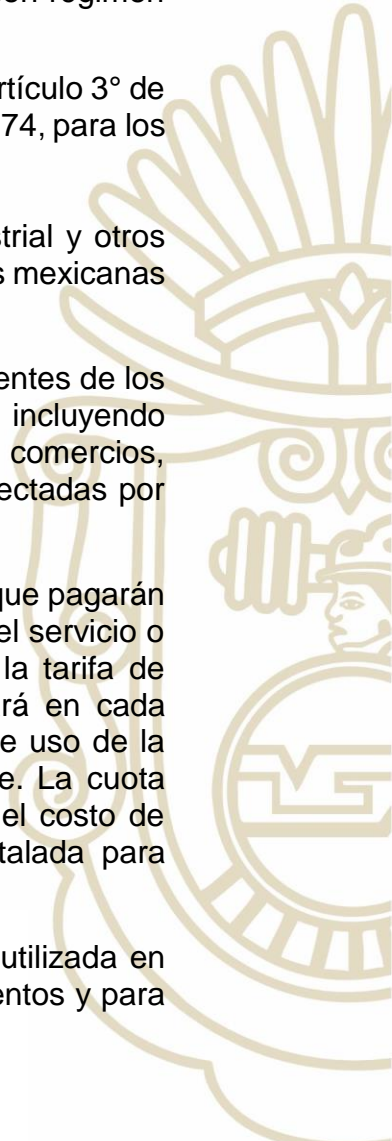 rtículo 3° de
74, para los
trial y otros
s mexicanas
entes de los
incluyendo
comercios,
ectadas por
que pagarán
el servicio o
la tarifa de
rá en cada
e uso de la
e. La cuota
el costo de
talada para
utilizada en
entos y para